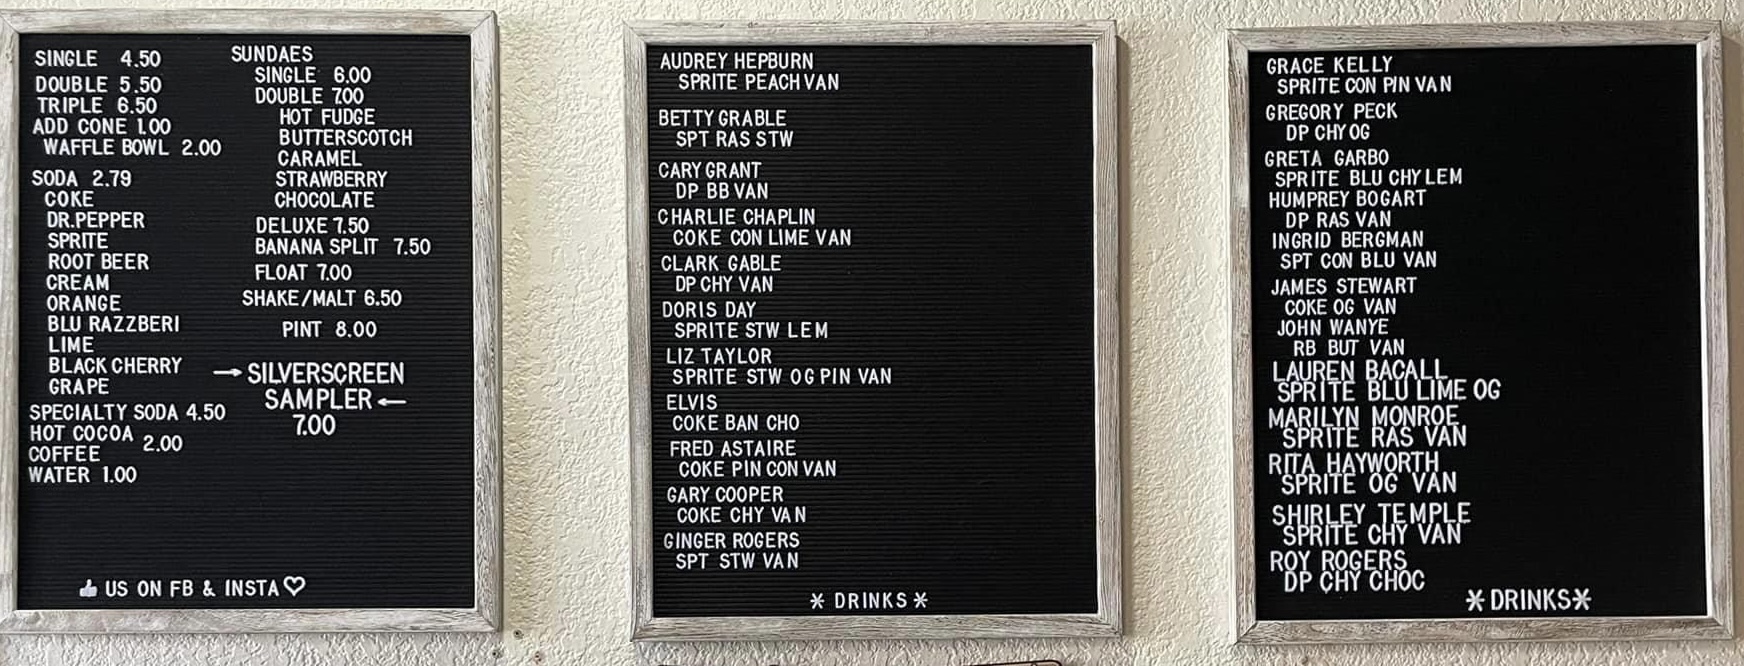 SINGLE 4.50
DOUBLE 5.50
TRIPLE 6.50
ADD CONE 1.00
WAFFLE BOWL 2.00
SODA 2.79
COKE
DR.PEPPER
SPRITE
ROOT BEER
CREAM
ORANGE
BLU RAZZBERI
LIME
BLACK CHERRY
GRAPE
SPECIALTY SODA 4.50
HOT COCOA
COFFEE 2.00
WATER 1.00
SUNDAES
SINGLE 6.00
DOUBLE 7.00
HOT FUDGE
BUTTERSCOTCH
CARAMEL
STRAWBERRY
CHOCOLATE
DELUXE 7.50
BANANA SPLIT 7.50
FLOAT 7.00
SHAKE/MALT 6.50
PINT 8.00
→ SILVERSCREEN
SAMPLER ←
7.00
👍 US ON FB & INSTA ♡
AUDREY HEPBURN
SPRITE PEACH VAN
BETTY GRABLE
SPT RAS STW
CARY GRANT
DP BB VAN
CHARLIE CHAPLIN
COKE CON LIME VAN
CLARK GABLE
DP CHY VAN
DORIS DAY
SPRITE STW LEM
LIZ TAYLOR
SPRITE STW OG PIN VAN
ELVIS
COKE BAN CHO
FRED ASTAIRE
COKE PIN CON VAN
GARY COOPER
COKE CHY VAN
GINGER ROGERS
SPT STW VAN
* DRINKS *
GRACE KELLY
SPRITE CON PIN VAN
GREGORY PECK
DP CHY OG
GRETA GARBO
SPRITE BLU CHY LEM
HUMPREY BOGART
DP RAS VAN
INGRID BERGMAN
SPT CON BLU VAN
JAMES STEWART
COKE OG VAN
JOHN WANYE
RB BUT VAN
LAUREN BACALL
SPRITE BLU LIME OG
MARILYN MONROE
SPRITE RAS VAN
RITA HAYWORTH
SPRITE OG VAN
SHIRLEY TEMPLE
SPRITE CHY VAN
ROY ROGERS
DP CHY CHOC
*DRINKS*